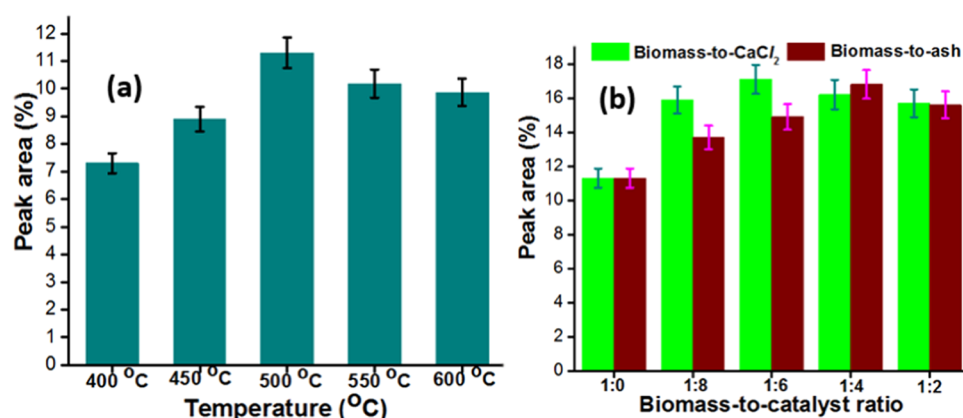 (a)
Peak area (%)
12
11
10
9
8
7
6
5
4
3
2
1
0
400 °C 450 °C 500 °C 550 °C 600 °C
Temperature (°C)
Biomass-to-CaCl₂ Biomass-to-ash
(b)
Peak area (%)
18
16
14
12
10
8
6
4
2
0
1:0 1:8 1:6 1:4 1:2
Biomass-to-catalyst ratio